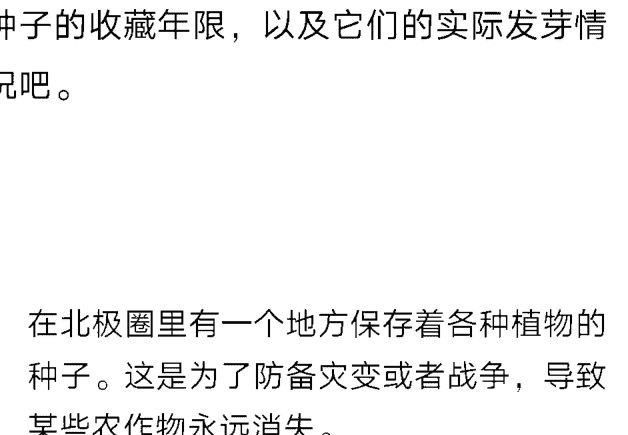 种子的收藏年限，以及它们的实际发芽情
况吧。
在北极圈里有一个地方保存着各种植物的
种子。这是为了防备灾变或者战争，导致
某些农作物永远消失。